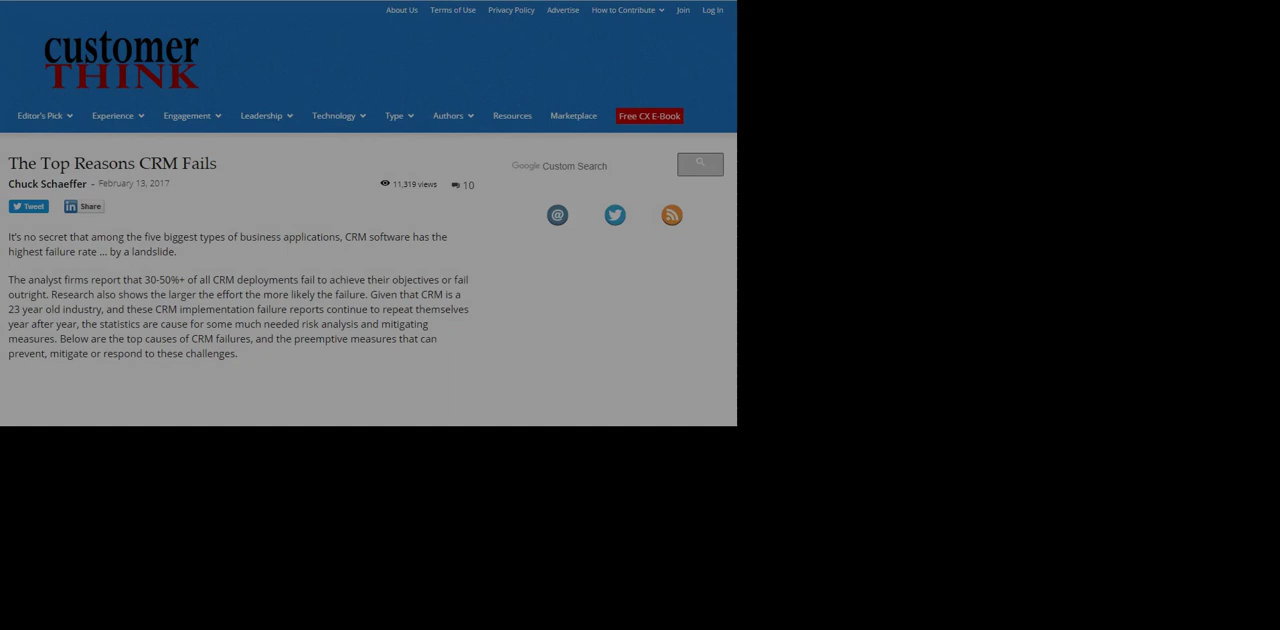 About Us Terms of Use Privacy Policy Advertise How to Contribute Join Log In
customer
THINK
Editor's Pick Experience Engagement Leadership Technology Type Authors Resources Marketplace Free CX E-Book
The Top Reasons CRM Fails
Google Custom Search
Chuck Schaeffer - February 13, 2017 11,319 views 10
Tweet in Share
@
It's no secret that among the five biggest types of business applications, CRM software has the
highest failure rate ... by a landslide.
The analyst firms report that 30-50%+ of all CRM deployments fail to achieve their objectives or fail
outright. Research also shows the larger the effort the more likely the failure. Given that CRM is a
23 year old industry, and these CRM implementation failure reports continue to repeat themselves
year after year, the statistics are cause for some much needed risk analysis and mitigating
measures. Below are the top causes of CRM failures, and the preemptive measures that can
prevent, mitigate or respond to these challenges.